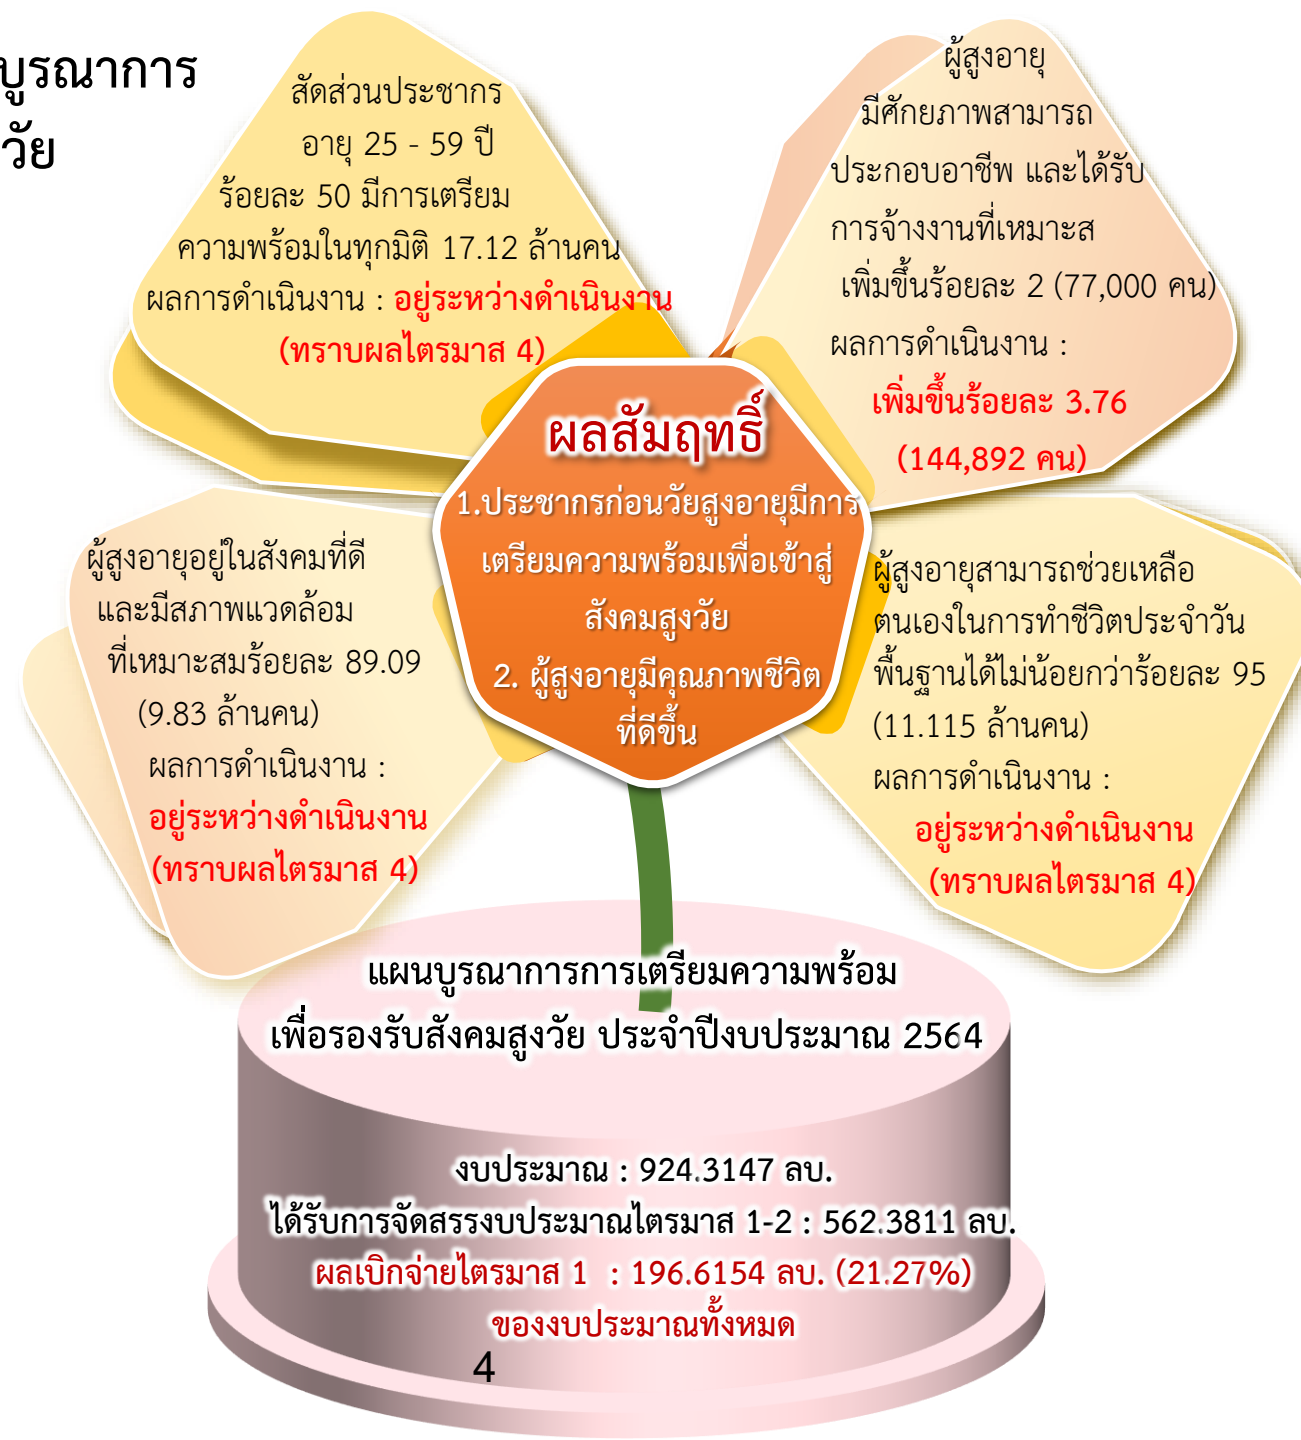 บูรณาการ
วัย
สัดส่วนประชากร
อายุ 25 - 59 ปี
ร้อยละ 50 มีการเตรียม
ความพร้อมในทุกมิติ 17.12 ล้านคน
ผลการดำเนินงาน : อยู่ระหว่างดำเนินงาน
(ทราบผลไตรมาส 4)
ผู้สูงอายุ
มีศักยภาพสามารถ
ประกอบอาชีพ และได้รับ
การจ้างงานที่เหมาะส
เพิ่มขึ้นร้อยละ 2 (77,000 คน)
ผลการดำเนินงาน :
เพิ่มขึ้นร้อยละ 3.76
(144,892 คน)
ผลสัมฤทธิ์
1.ประชากรก่อนวัยสูงอายุมีการ
เตรียมความพร้อมเพื่อเข้าสู่
สังคมสูงวัย
2. ผู้สูงอายุมีคุณภาพชีวิต
ที่ดีขึ้น
ผู้สูงอายุอยู่ในสังคมที่ดี
และมีสภาพแวดล้อม
ที่เหมาะสมร้อยละ 89.09
(9.83 ล้านคน)
ผลการดำเนินงาน :
อยู่ระหว่างดำเนินงาน
(ทราบผลไตรมาส 4)
ผู้สูงอายุสามารถช่วยเหลือ
ตนเองในการทำชีวิตประจำวัน
พื้นฐานได้ไม่น้อยกว่าร้อยละ 95
(11.115 ล้านคน)
ผลการดำเนินงาน :
อยู่ระหว่างดำเนินงาน
(ทราบผลไตรมาส 4)
แผนบูรณาการการเตรียมความพร้อม
เพื่อรองรับสังคมสูงวัย ประจำปีงบประมาณ 2564
งบประมาณ : 924.3147 ลบ.
ได้รับการจัดสรรงบประมาณไตรมาส 1-2 : 562.3811 ลบ.
ผลเบิกจ่ายไตรมาส 1 : 196.6154 ลบ. (21.27%)
ของงบประมาณทั้งหมด
4